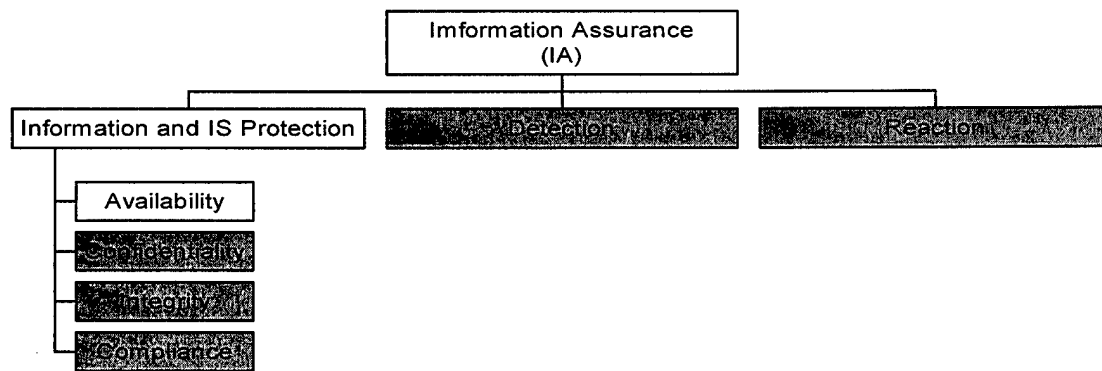 Imformation Assurance
(IA)
Information and IS Protection
Detection
Reaction
Availability
Confidentiality
Integrity
Compliance